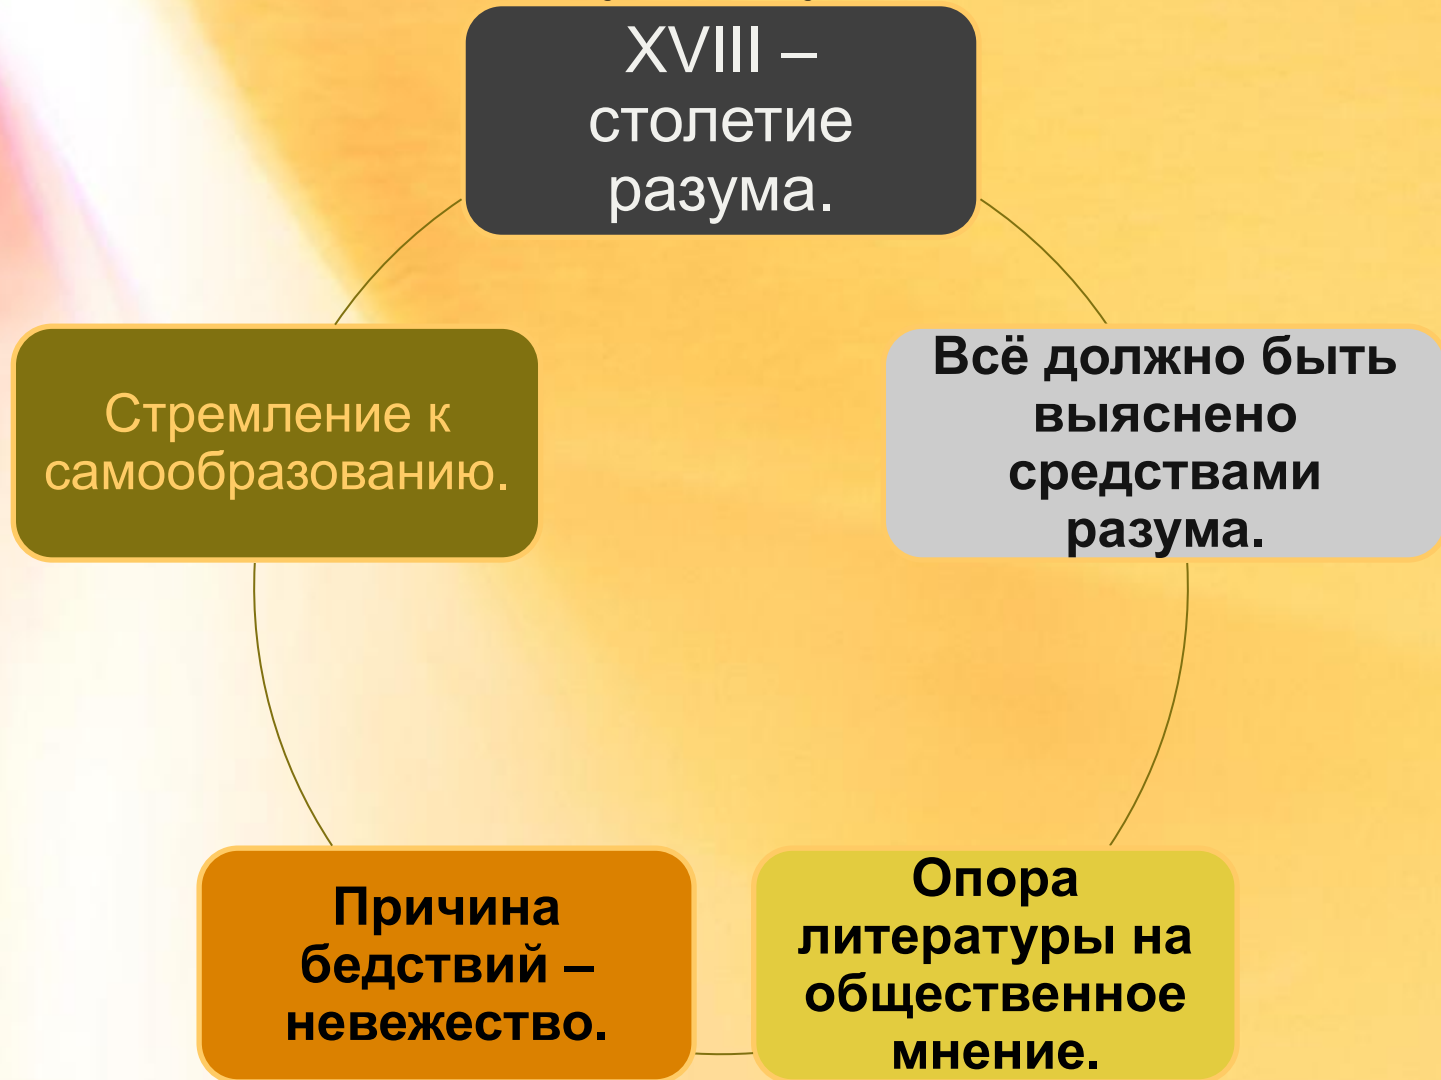 XVIII –
столетие
разума.
Всё должно быть
выяснено
средствами
разума.
Опора
литературы на
общественное
мнение.
Причина
бедствий –
невежество.
Стремление к
самообразованию.